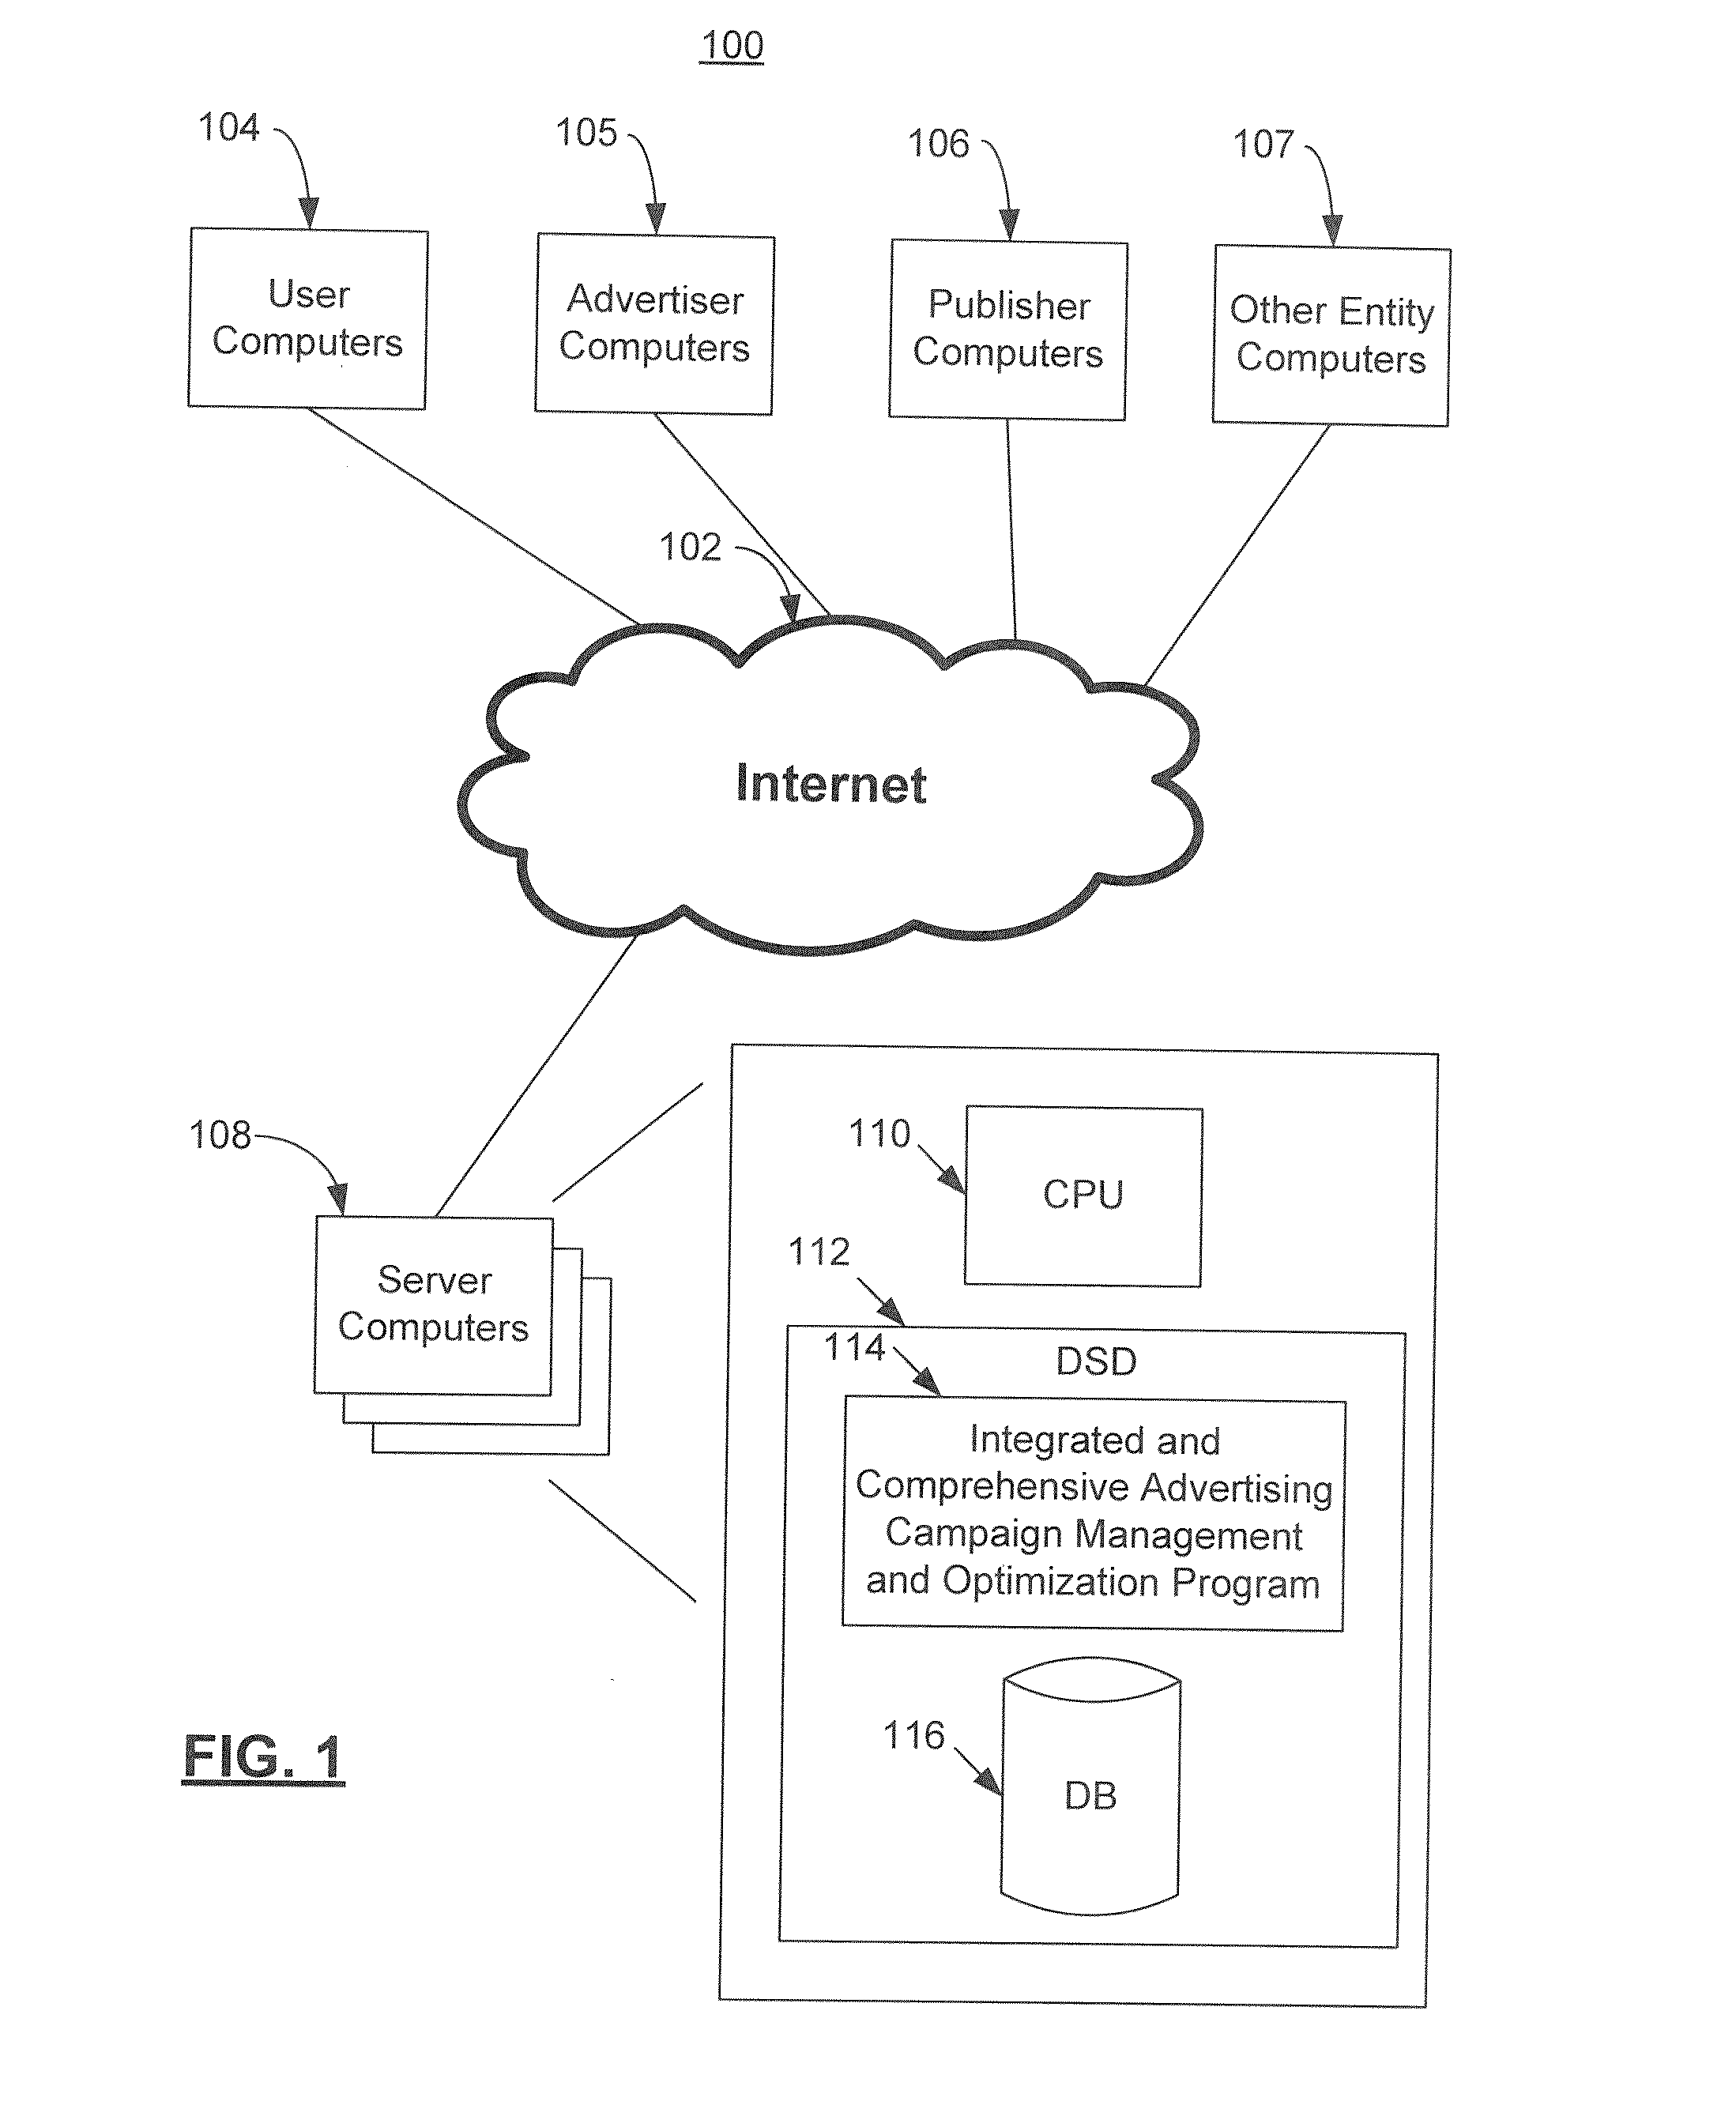 100
104
105
106
107
User
Computers
Advertiser
Computers
Publisher
Computers
Other Entity
Computers
102
Internet
108
Server
Computers
110
CPU
112
DSD
114
Integrated and
Comprehensive Advertising
Campaign Management
and Optimization Program
116
DB
FIG. 1